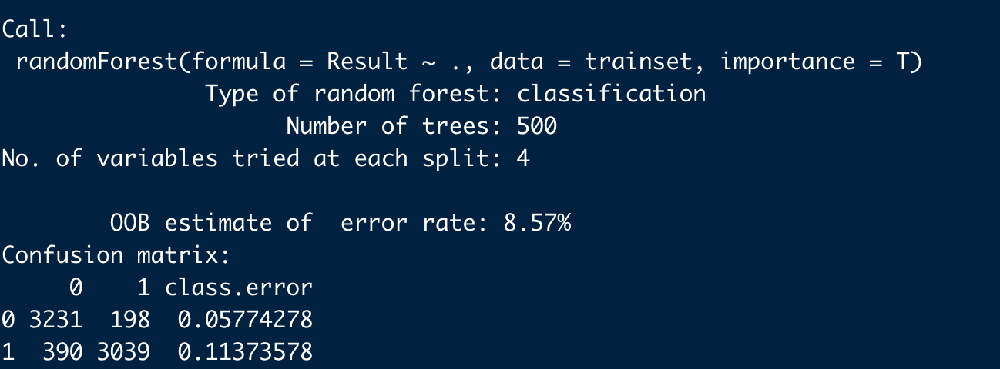 Call:
 randomForest(formula = Result ~ ., data = trainset, importance = T)
               Type of random forest: classification
                     Number of trees: 500
No. of variables tried at each split: 4

        OOB estimate of  error rate: 8.57%
Confusion matrix:
     0    1 class.error
0 3231  198  0.05774278
1  390 3039  0.11373578